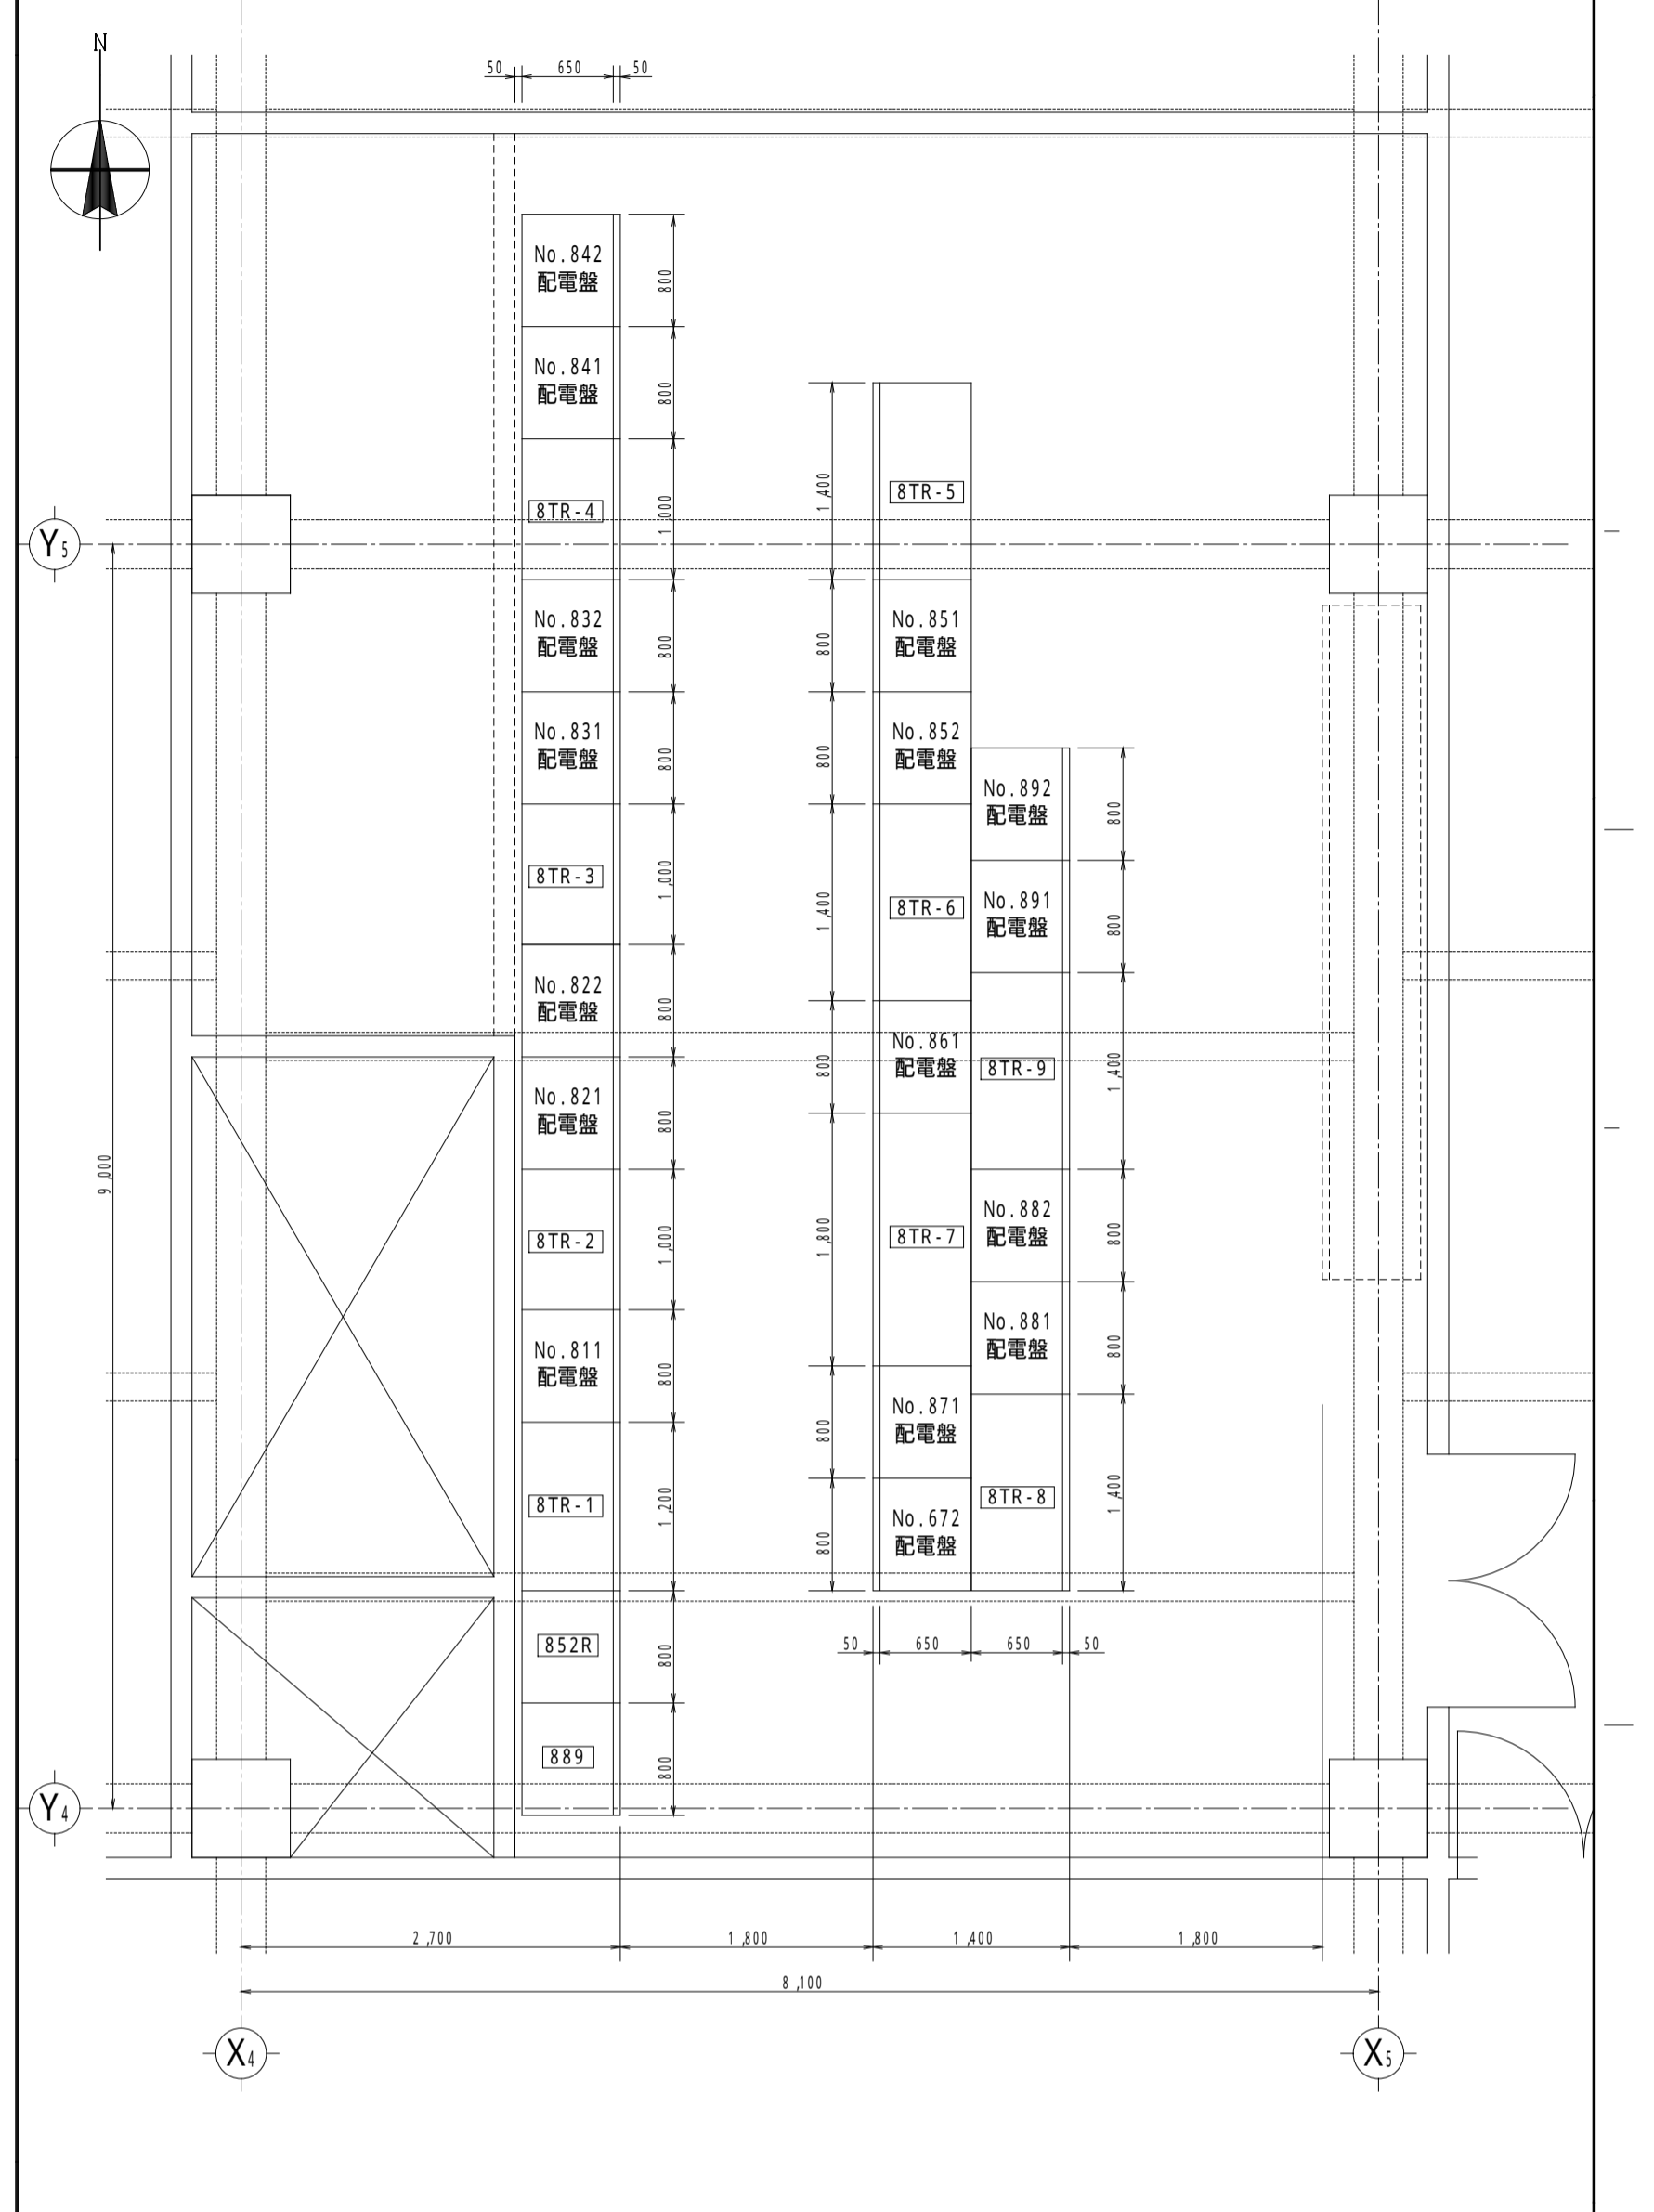 N
50 650 50
No.842
配電盤
800
No.841
配電盤
800
8TR-4
1,000
No.832
配電盤
800
No.831
配電盤
800
8TR-3
1,000
No.822
配電盤
800
No.821
配電盤
800
8TR-2
1,000
No.811
配電盤
800
8TR-1
1,200
852R
800
889
800
1,400
8TR-5
800
No.851
配電盤
800
No.852
配電盤
1,400
8TR-6
800
No.861
配電盤
1,800
8TR-7
800
No.871
配電盤
800
No.672
配電盤
No.892
配電盤
800
No.891
配電盤
800
8TR-9
1,400
No.882
配電盤
800
No.881
配電盤
800
8TR-8
1,400
50 650 650 50
Y5
9,000
Y4
2,700 1,800 1,400 1,800
8,100
X4 X5